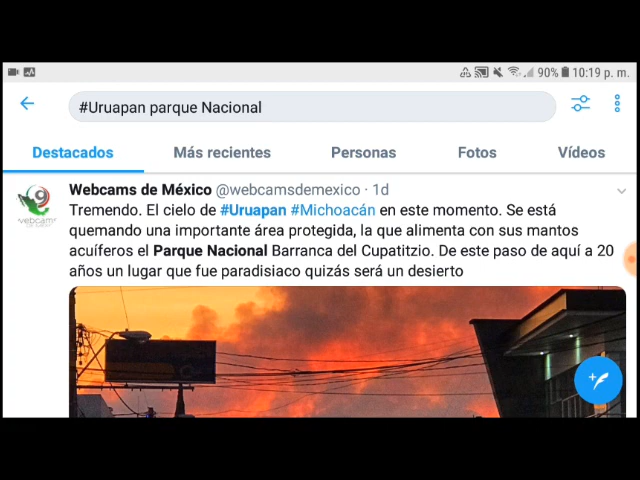 90% 10:19 p. m.
#Uruapan parque Nacional
Destacados Más recientes Personas Fotos Vídeos
Webcams de México @webcamsdemexico · 1d
Tremendo. El cielo de #Uruapan #Michoacán en este momento. Se está
quemando una importante área protegida, la que alimenta con sus mantos
acuíferos el Parque Nacional Barranca del Cupatitzio. De este paso de aquí a 20
años un lugar que fue paradisiaco quizás será un desierto